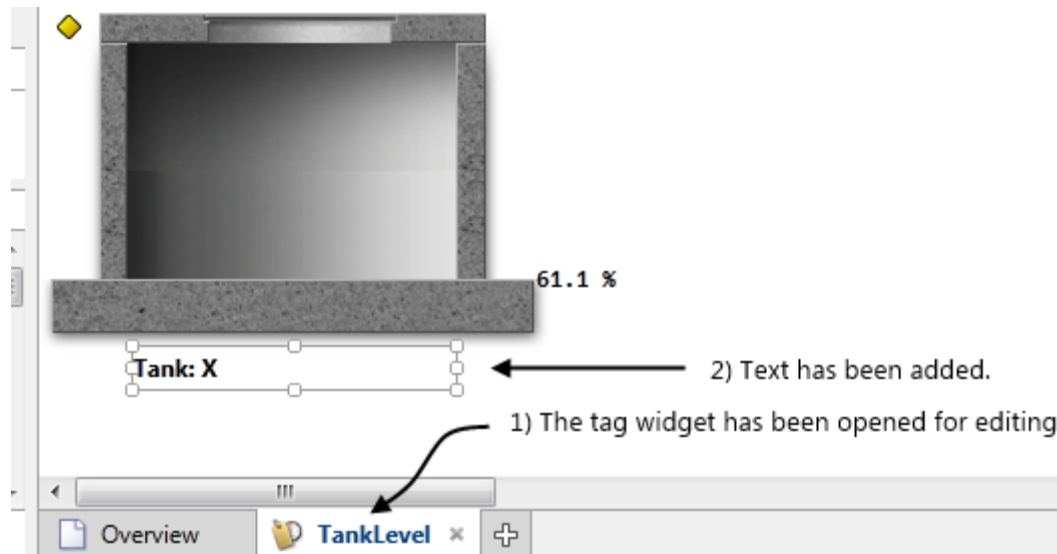 61.1 %
Tank: X
2) Text has been added.
1) The tag widget has been opened for editing
Overview
TankLevel